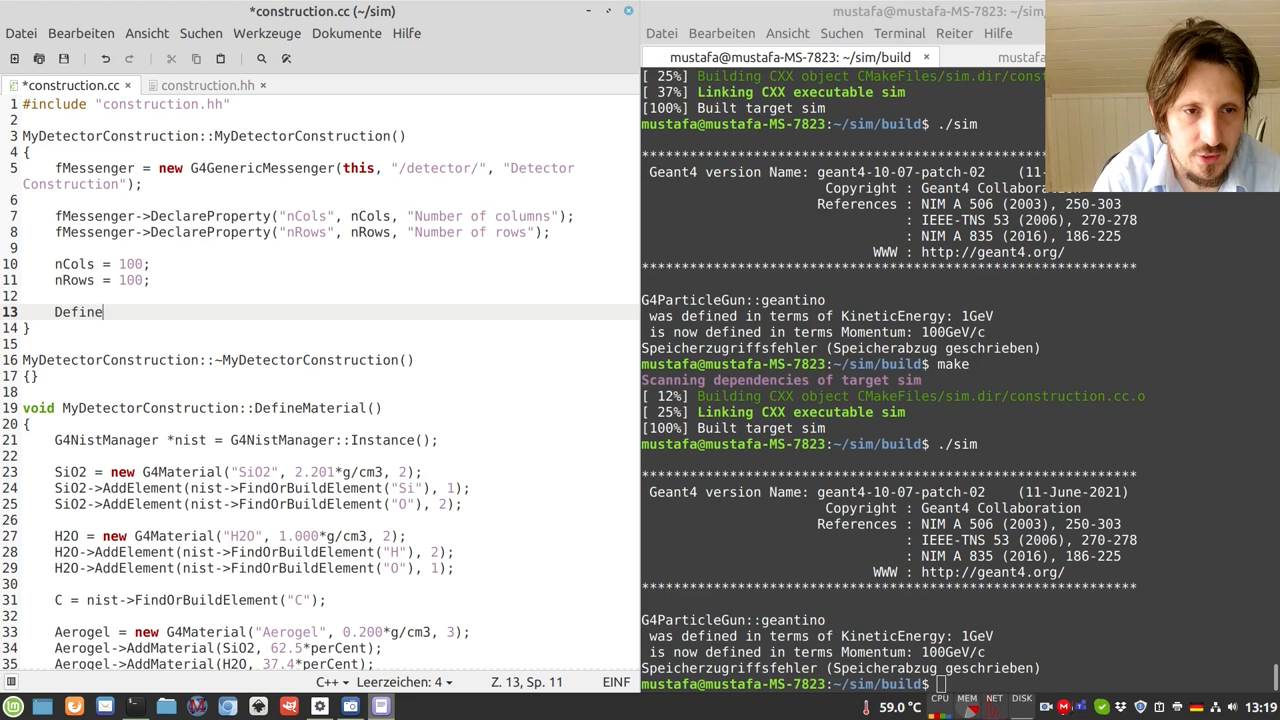 *construction.cc (~/sim)
Datei Bearbeiten Ansicht Suchen Werkzeuge Dokumente Hilfe
*construction.cc
construction.hh
1 #include "construction.hh"
2
3 MyDetectorConstruction::MyDetectorConstruction()
4 {
5 fMessenger = new G4GenericMessenger(this, "/detector/", "Detector
Construction");
6
7 fMessenger->DeclareProperty("nCols", nCols, "Number of columns");
8 fMessenger->DeclareProperty("nRows", nRows, "Number of rows");
9
10 nCols = 100;
11 nRows = 100;
12
13 Define
14 }
15
16 MyDetectorConstruction::~MyDetectorConstruction()
17 {}
18
19 void MyDetectorConstruction::DefineMaterial()
20 {
21 G4NistManager *nist = G4NistManager::Instance();
22
23 SiO2 = new G4Material("SiO2", 2.201*g/cm3, 2);
24 SiO2->AddElement(nist->FindOrBuildElement("Si"), 1);
25 SiO2->AddElement(nist->FindOrBuildElement("O"), 2);
26
27 H2O = new G4Material("H2O", 1.000*g/cm3, 2);
28 H2O->AddElement(nist->FindOrBuildElement("H"), 2);
29 H2O->AddElement(nist->FindOrBuildElement("O"), 1);
30
31 C = nist->FindOrBuildElement("C");
32
33 Aerogel = new G4Material("Aerogel", 0.200*g/cm3, 3);
34 Aerogel->AddMaterial(SiO2, 62.5*perCent);
35 Aerogel->AddMaterial(H2O, 37.4*perCent);
C++ Leerzeichen: 4 Z. 13, Sp. 11 EINF
mustafa@mustafa-MS-7823: ~/sim/
Datei Bearbeiten Ansicht Suchen Terminal Reiter Hilfe
mustafa@mustafa-MS-7823: ~/sim/build
[ 25%] Building CXX object CMakeFiles/sim.dir/cons
[ 37%] Linking CXX executable sim
[100%] Built target sim
mustafa@mustafa-MS-7823:~/sim/build$ ./sim
**************************************************************
Geant4 version Name: geant4-10-07-patch-02 (11-
Copyright : Geant4 Collabora
References : NIM A 506 (2003), 250-303
: IEEE-TNS 53 (2006), 270-278
: NIM A 835 (2016), 186-225
WWW : http://geant4.org/
**************************************************************
G4ParticleGun::geantino
was defined in terms of KineticEnergy: 1GeV
is now defined in terms Momentum: 100GeV/c
Speicherzugriffsfehler (Speicherabzug geschrieben)
mustafa@mustafa-MS-7823:~/sim/build$ make
Scanning dependencies of target sim
[ 12%] Building CXX object CMakeFiles/sim.dir/construction.cc.o
[ 25%] Linking CXX executable sim
[100%] Built target sim
mustafa@mustafa-MS-7823:~/sim/build$ ./sim
**************************************************************
Geant4 version Name: geant4-10-07-patch-02 (11-June-2021)
Copyright : Geant4 Collaboration
References : NIM A 506 (2003), 250-303
: IEEE-TNS 53 (2006), 270-278
: NIM A 835 (2016), 186-225
WWW : http://geant4.org/
**************************************************************
G4ParticleGun::geantino
was defined in terms of KineticEnergy: 1GeV
is now defined in terms Momentum: 100GeV/c
Speicherzugriffsfehler (Speicherabzug geschrieben)
mustafa@mustafa-MS-7823:~/sim/build$
CPU MEM NET DISK
59.0 °C 13:19